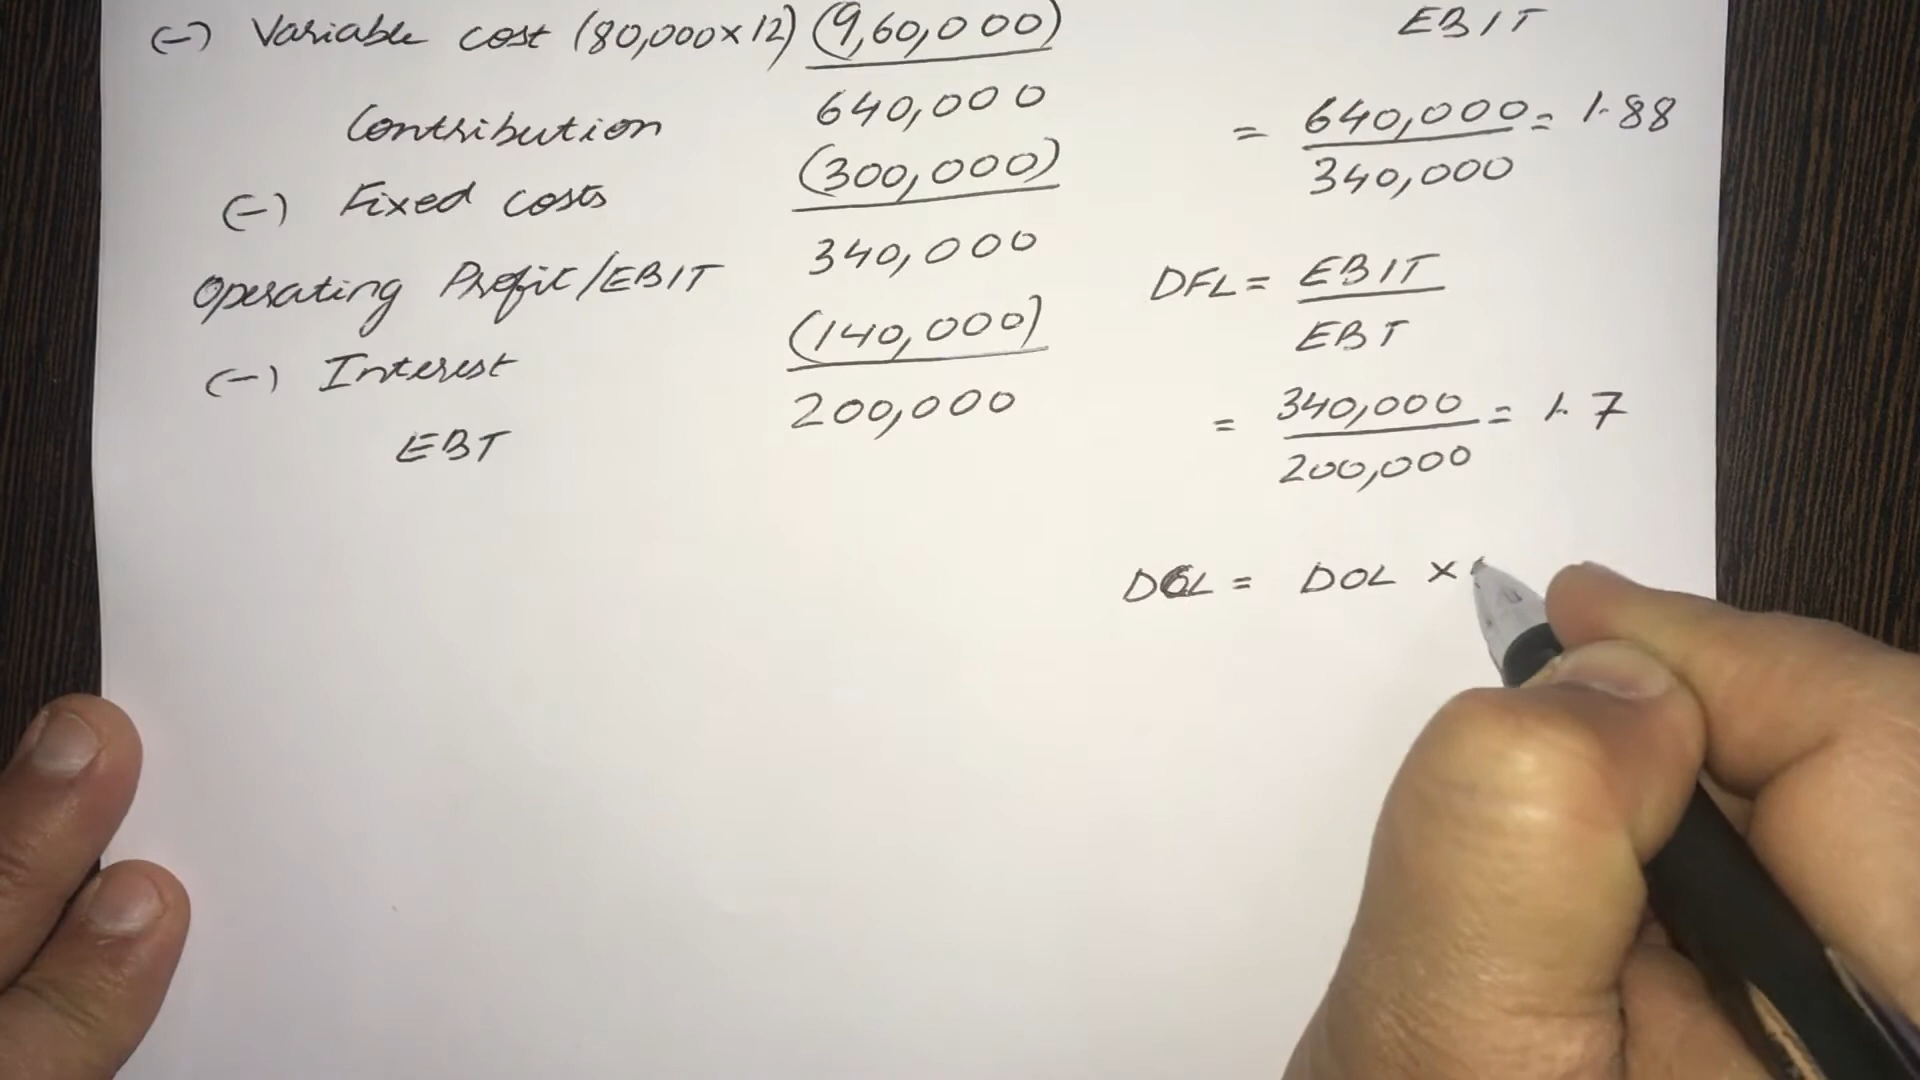 (-) Variable cost (80,000×12) (9,60,000)
Contribution 640,000
(-) Fixed costs (300,000)
Operating Profit/EBIT 340,000
(-) Interest (140,000)
EBT 200,000
EBIT
= 640,000 = 1.88
340,000
DFL = EBIT
EBT
= 340,000 = 1.7
200,000
DCL = DOL ×